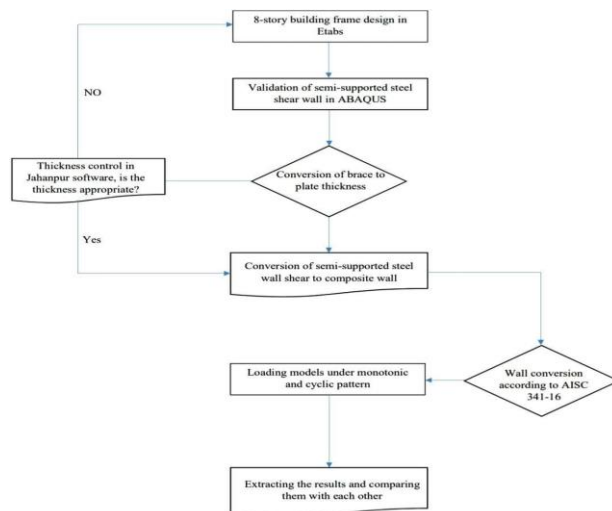 8-story building frame design in
Etabs
NO
Validation of semi-supported steel
shear wall in ABAQUS
Thickness control in
Jahanpur software, is the
thickness appropriate?
Conversion of brace to
plate thickness
Yes
Conversion of semi-supported steel
wall shear to composite wall
Loading models under monotonic
and cyclic pattern
Wall conversion
according to AISC
341-16
Extracting the results and comparing
them with each other